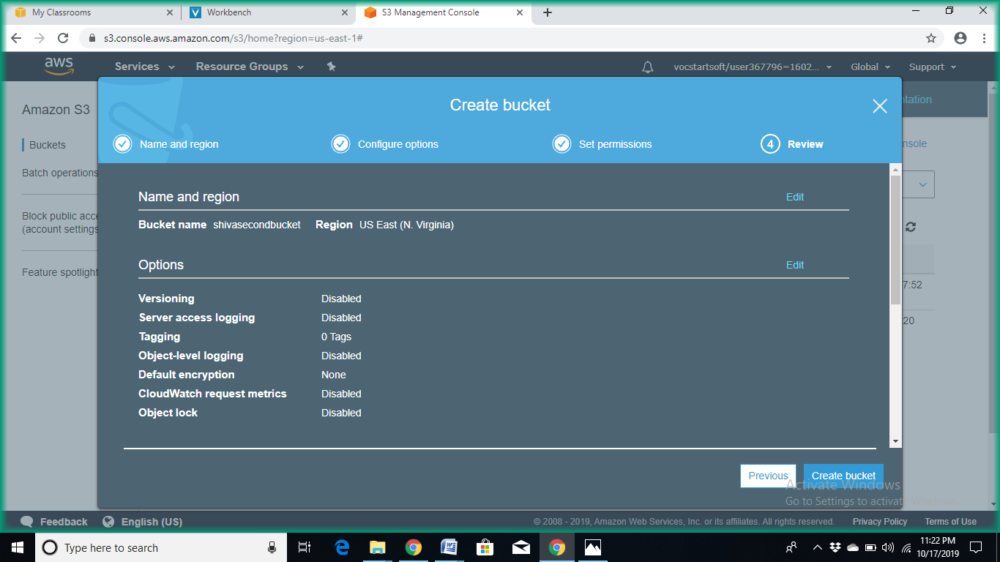 My Classrooms
Workbench
S3 Management Console
s3.console.aws.amazon.com/s3/home?region=us-east-1#
aws Services Resource Groups vocstartsoft/user367796=1602... Global Support
Create bucket
ntation
Amazon S3
Name and region Configure options Set permissions 4 Review
Buckets
nsole
Batch operations
Block public acce
(account settings
Feature spotlight
Name and region Edit
Bucket name shivasecondbucket Region US East (N. Virginia)
Options Edit
Versioning Disabled
7:52
Server access logging Disabled
20
Tagging 0 Tags
Object-level logging Disabled
Default encryption None
CloudWatch request metrics Disabled
Object lock Disabled
Previous Create bucket
Activate Windows
Go to Settings to activate Windows.
Feedback English (US) © 2008 - 2019, Amazon Web Services, Inc. or its affiliates. All rights reserved. Privacy Policy Terms of Use
Type here to search
11:22 PM
10/17/2019